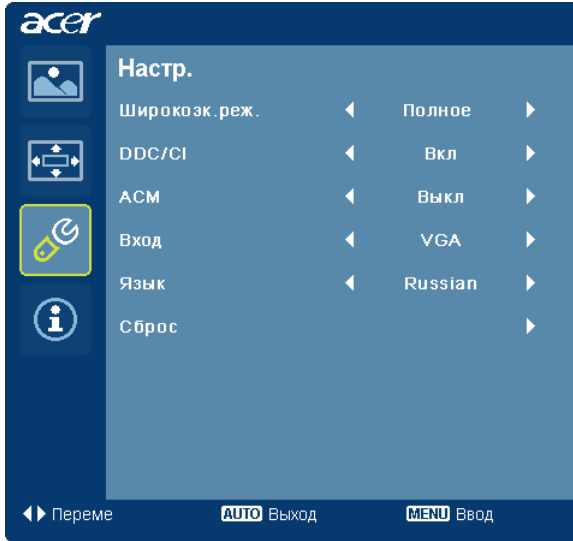 acer
Настр.
Широкоэк.реж. Полное
DDC/CI Вкл
ACM Выкл
Вход VGA
Язык Russian
Сброс
Переме AUTO Выход MENU Ввод